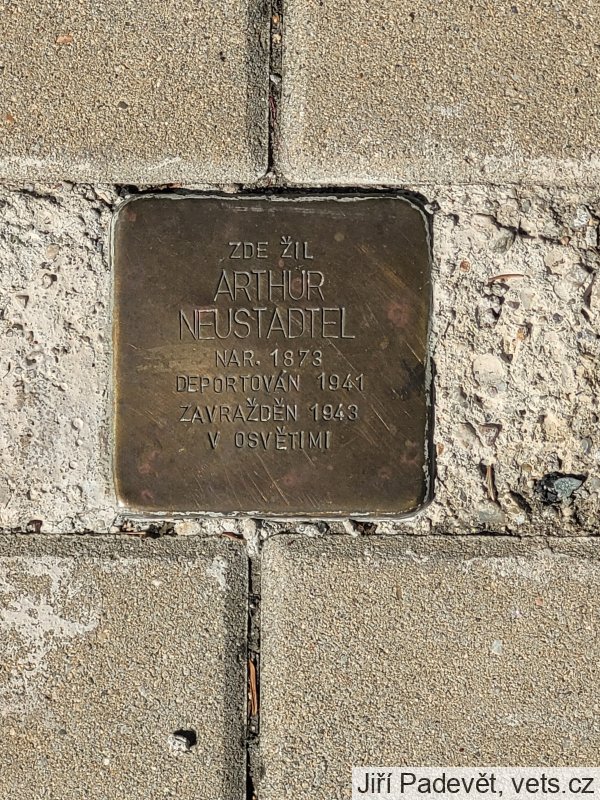 ZDE ŽIL
ARTHUR
NEUSTADTEL
NAR. 1873
DEPORTOVÁN 1941
ZAVRAŽDĚN 1943
V OSVĚTIMI
Jiří Padevět, vets.cz